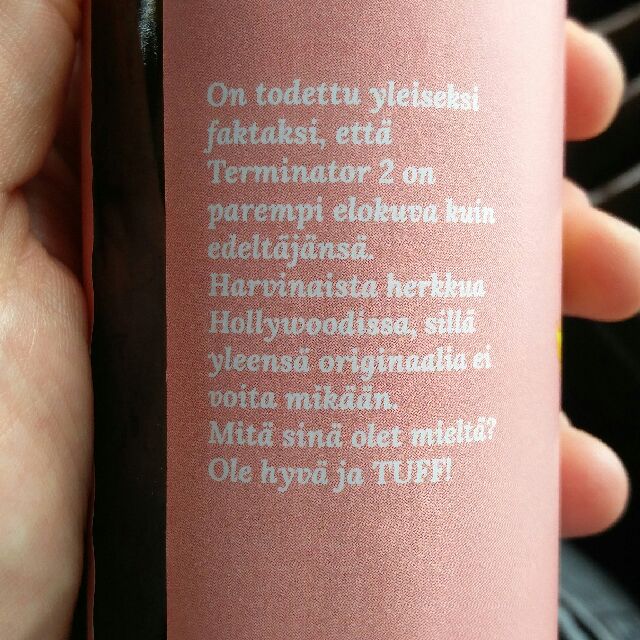 On todettu yleiseksi
faktaksi, että
Terminator 2 on
parempi elokuva kuin
edeltäjänsä.
Harvinaista herkkua
Hollywoodissa, sillä
yleensä originaalia ei
voita mikään.
Mitä sinä olet mieltä?
Ole hyvä ja TUFF!